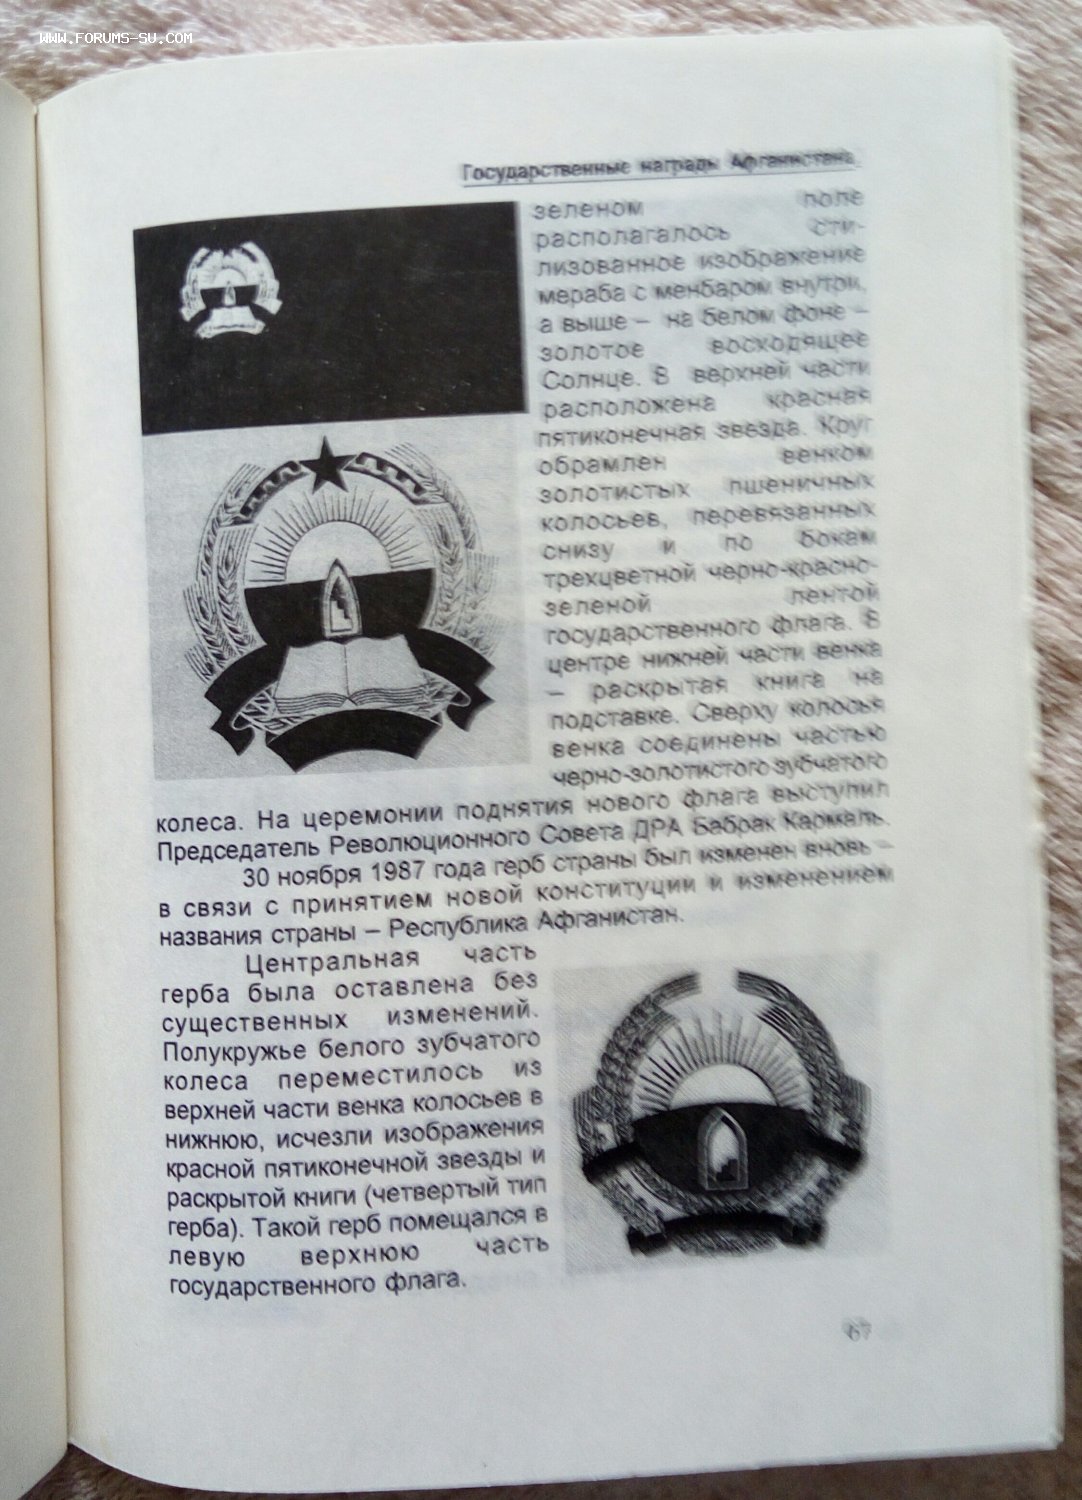 WWW.FORUMS-SU.COM
Государственные награды Афганистана
зеленом поле
располагалось сти-
лизованное изображение
мераба с менбаром внутри,
а выше – на белом фоне –
золотое восходящее
Солнце. В верхней части
расположена красная
пятиконечная звезда. Круг
обрамлен венком
золотистых пшеничных
колосьев, перевязанных
снизу и по бокам
трехцветной черно-красно-
зеленой лентой
государственного флага. В
центре нижней части венка
– раскрытая книга на
подставке. Сверху колосья
венка соединены частью
черно-золотистого зубчатого
колеса. На церемонии поднятия нового флага выступил
Председатель Революционного Совета ДРА Бабрак Кармаль.
30 ноября 1987 года герб страны был изменен вновь –
в связи с принятием новой конституции и изменением
названия страны – Республика Афганистан.
Центральная часть
герба была оставлена без
существенных изменений.
Полукружье белого зубчатого
колеса переместилось из
верхней части венка колосьев в
нижнюю, исчезли изображения
красной пятиконечной звезды и
раскрытой книги (четвертый тип
герба). Такой герб помещался в
левую верхнюю часть
государственного флага.
67